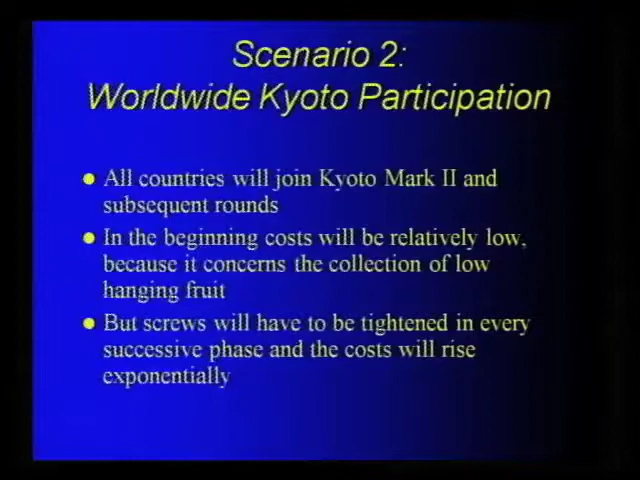 Scenario 2:
Worldwide Kyoto Participation
All countries will join Kyoto Mark II and
subsequent rounds
In the beginning costs will be relatively low,
because it concerns the collection of low
hanging fruit
But screws will have to be tightened in every
successive phase and the costs will rise
exponentially